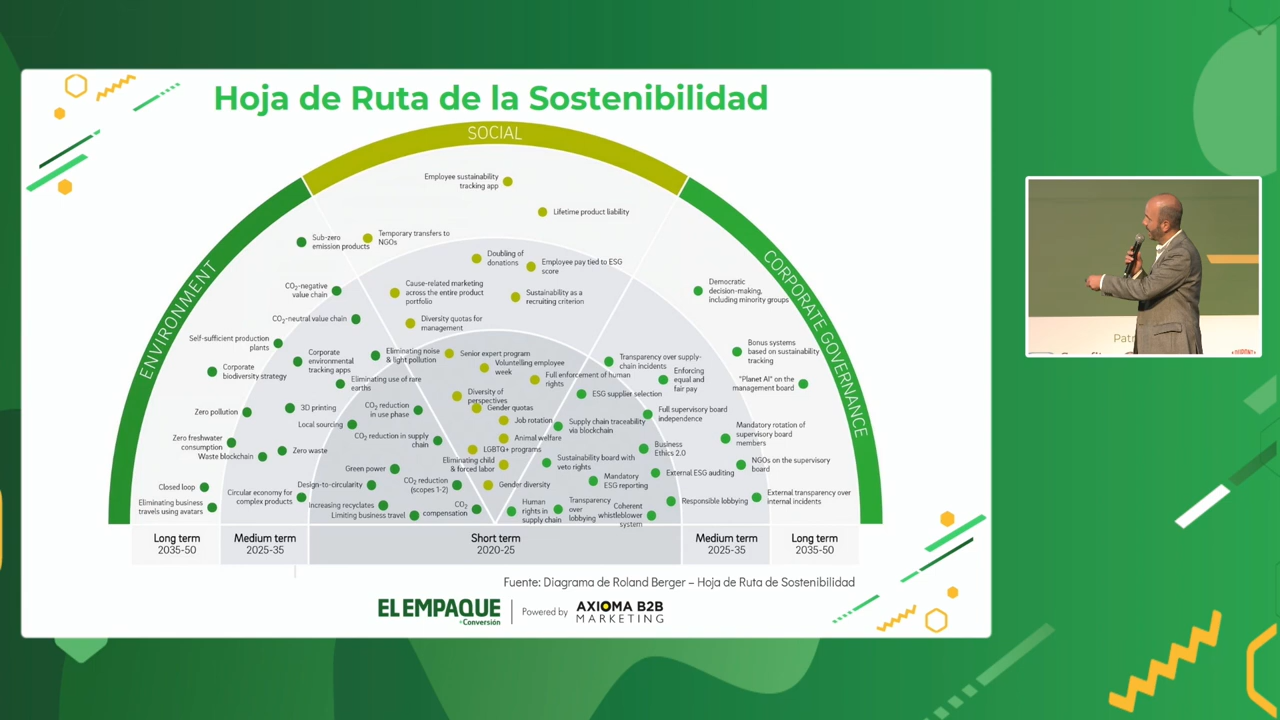 Hoja de Ruta de la Sostenibilidad
SOCIAL
ENVIRONMENT
CORPORATE GOVERNANCE
Employee sustainability
tracking app
Lifetime product liability
Sub-zero
emission products
Temporary transfers to
NGOs
Doubling of
donations
Employee pay tied to ESG
score
CO2-negative
value chain
Cause-related marketing
across the entire product
portfolio
Sustainability as a
recruiting criterion
Democratic
decision-making,
including minority groups
CO2-neutral value chain
Diversity quotas for
management
Self-sufficient production
plants
Corporate
environmental
tracking apps
Eliminating noise
& light pollution
Senior expert program
Voluntelling employee
week
Transparency over supply-
chain incidents
Bonus systems
based on sustainability
tracking
Corporate
biodiversity strategy
Eliminating use of rare
earths
Full enforcement of human
rights
Enforcing
equal and
fair pay
"Planet AI" on the
management board
Diversity of
perspectives
ESG supplier selection
Zero pollution
3D printing
CO2 reduction
in use phase
Gender quotas
Full supervisory board
independence
Local sourcing
Job rotation
Supply chain traceability
via blockchain
Mandatory rotation of
supervisory board
members
Zero freshwater
consumption
CO2 reduction in supply
chain
Animal welfare
Waste blockchain
Zero waste
LGBTQ+ programs
Business
Ethics 2.0
Green power
Eliminating child
& forced labor
Sustainability board with
veto rights
NGOs on the supervisory
board
External ESG auditing
Closed loop
Design-to-circularity
CO2 reduction
(scopes 1-2)
Gender diversity
Mandatory
ESG reporting
Circular economy for
complex products
Eliminating business
travels using avatars
Increasing recyclates
Limiting business travel
CO2
compensation
Human
rights in
supply chain
Transparency
over
lobbying
Coherent
whistleblower
system
Responsible lobbying
External transparency over
internal incidents
Long term
2035-50
Medium term
2025-35
Short term
2020-25
Medium term
2025-35
Long term
2035-50
Fuente: Diagrama de Roland Berger – Hoja de Ruta de Sostenibilidad
EL EMPAQUE
+Conversión
Powered by
AXIOMA B2B
MARKETING